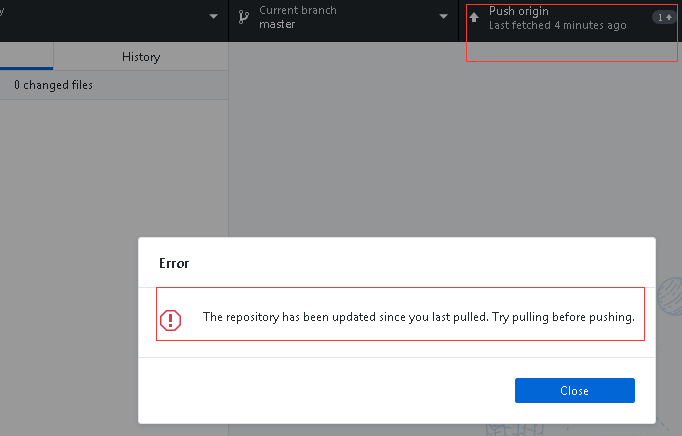 Current branch
master
Push origin
Last fetched 4 minutes ago
1
History
0 changed files
Error
The repository has been updated since you last pulled. Try pulling before pushing.
Close